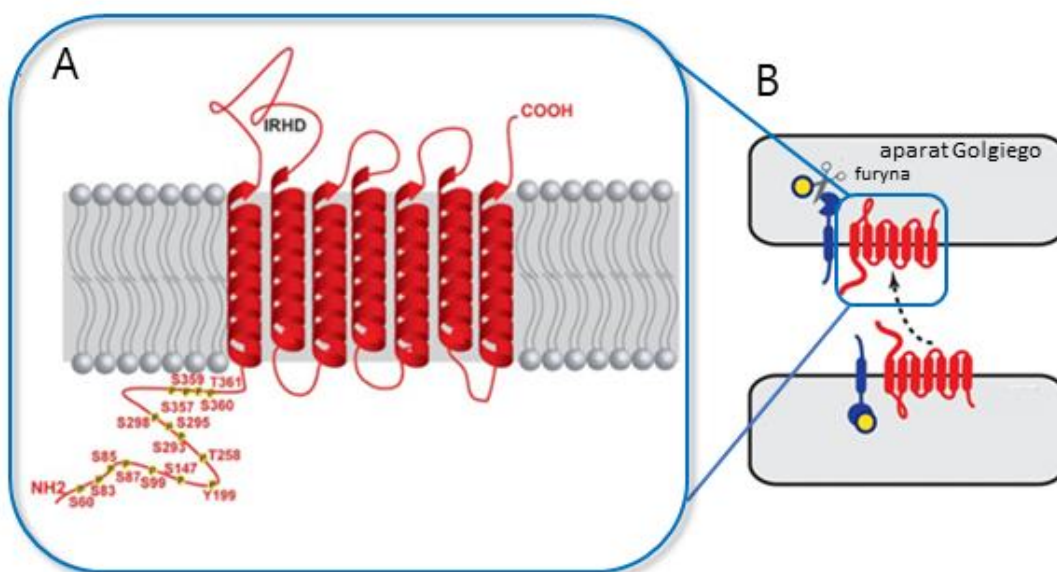 A
IRHD
COOH
S359 T361
S357 S360
S298 S295
S293
T258
S85 S147
S87 S99
NH2 S83
S60
Y199
B
aparat Golgiego
furyna